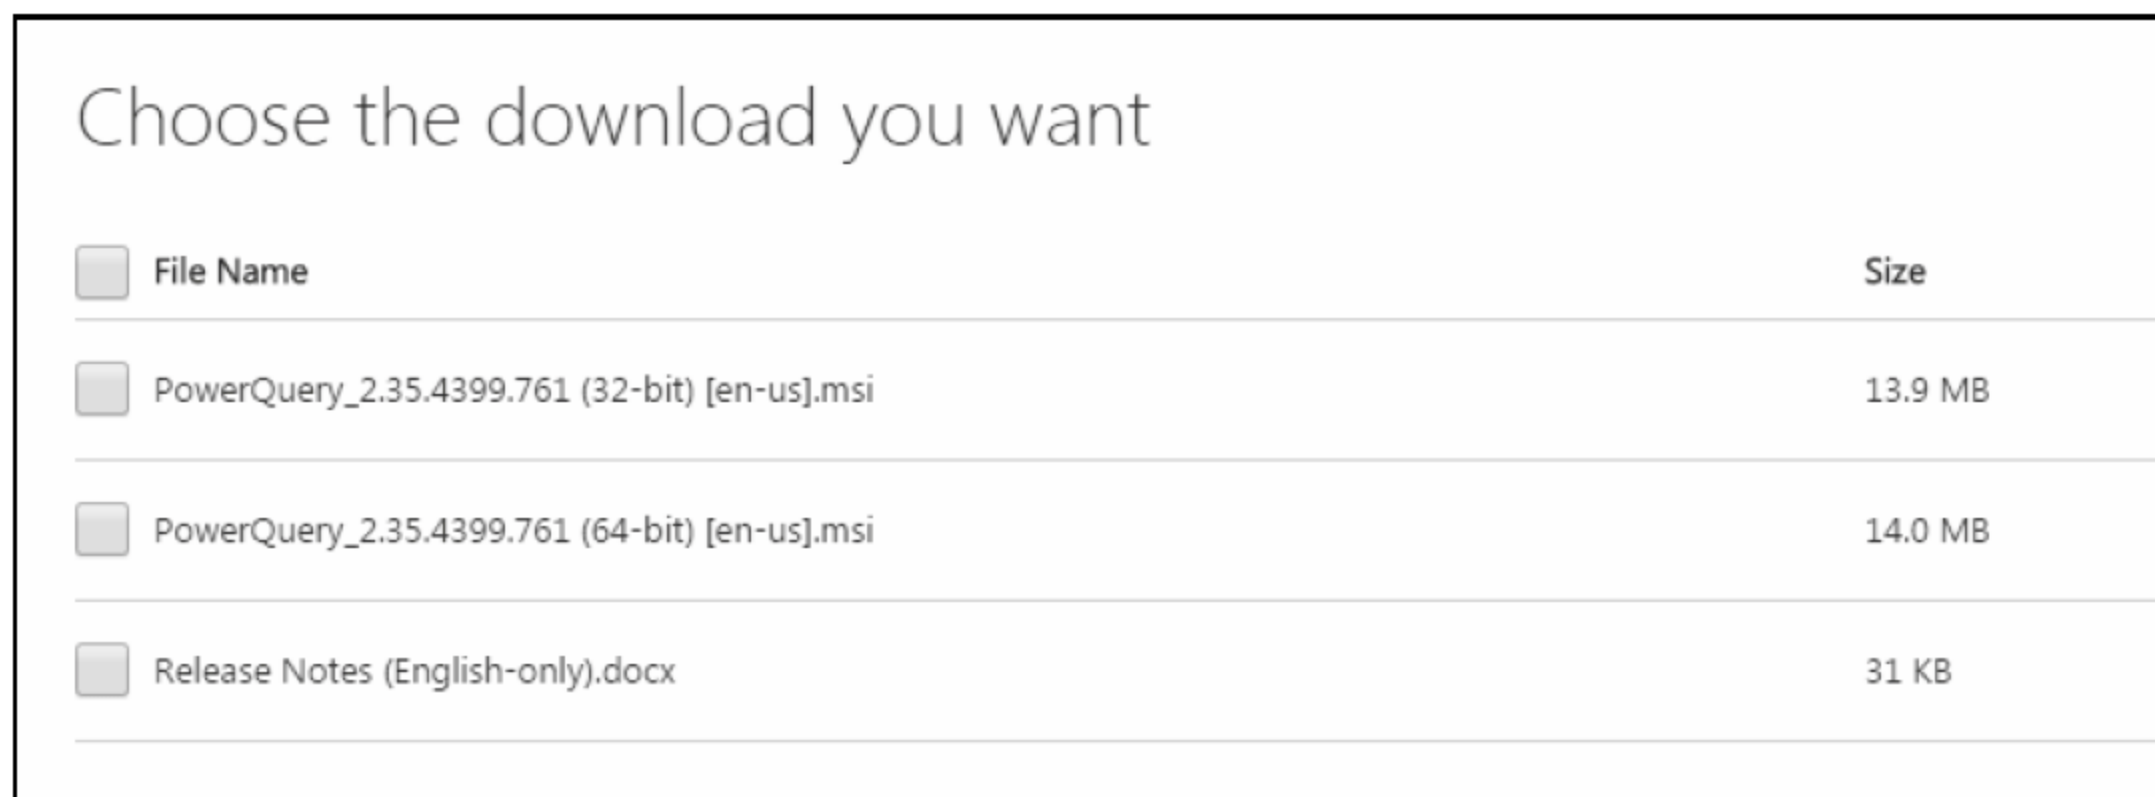 Choose the download you want
File Name Size
PowerQuery_2.35.4399.761 (32-bit) [en-us].msi 13.9 MB
PowerQuery_2.35.4399.761 (64-bit) [en-us].msi 14.0 MB
Release Notes (English-only).docx 31 KB